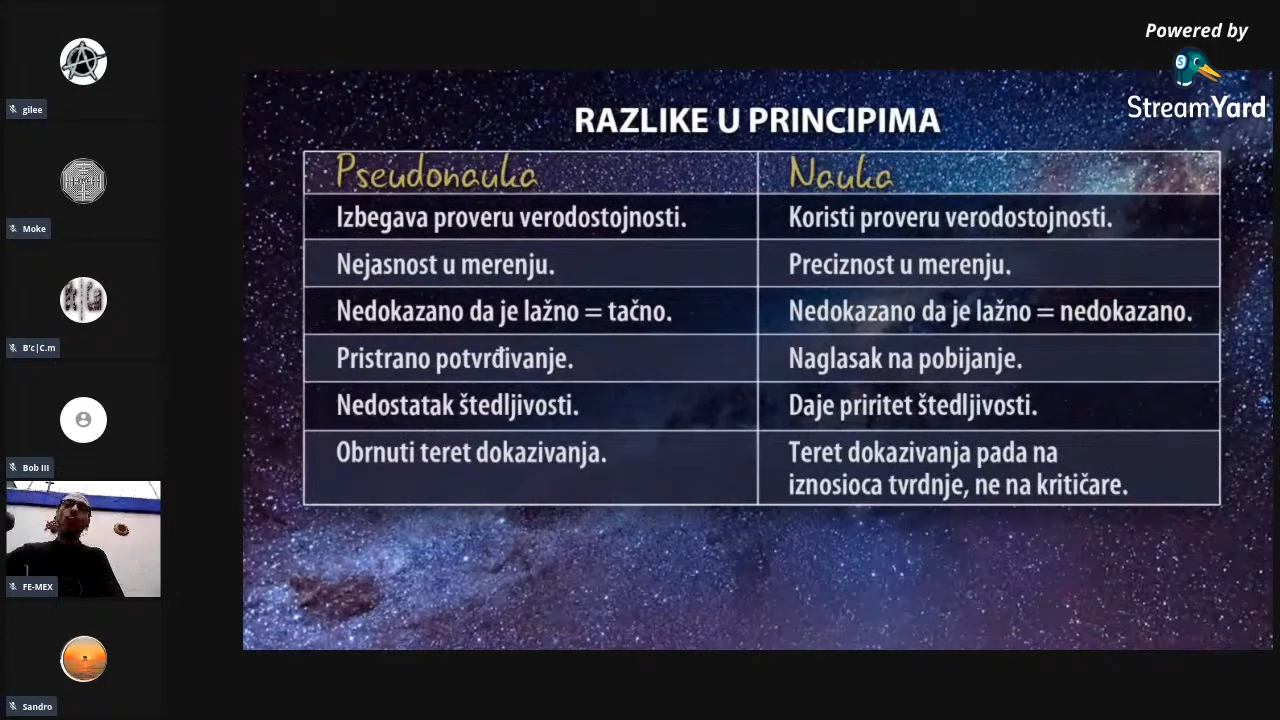 Powered by
StreamYard
gilee
Moke
B'c|C.m
Bob III
FE-MEX
Sandro
RAZLIKE U PRINCIPIMA
Pseudonauka
Nauka
Izbegava proveru verodostojnosti.
Koristi proveru verodostojnosti.
Nejasnost u merenju.
Preciznost u merenju.
Nedokazano da je lažno = tačno.
Nedokazano da je lažno = nedokazano.
Pristrano potvrđivanje.
Naglasak na pobijanje.
Nedostatak štedljivosti.
Daje priritet štedljivosti.
Obrnuti teret dokazivanja.
Teret dokazivanja pada na
iznosioca tvrdnje, ne na kritičare.